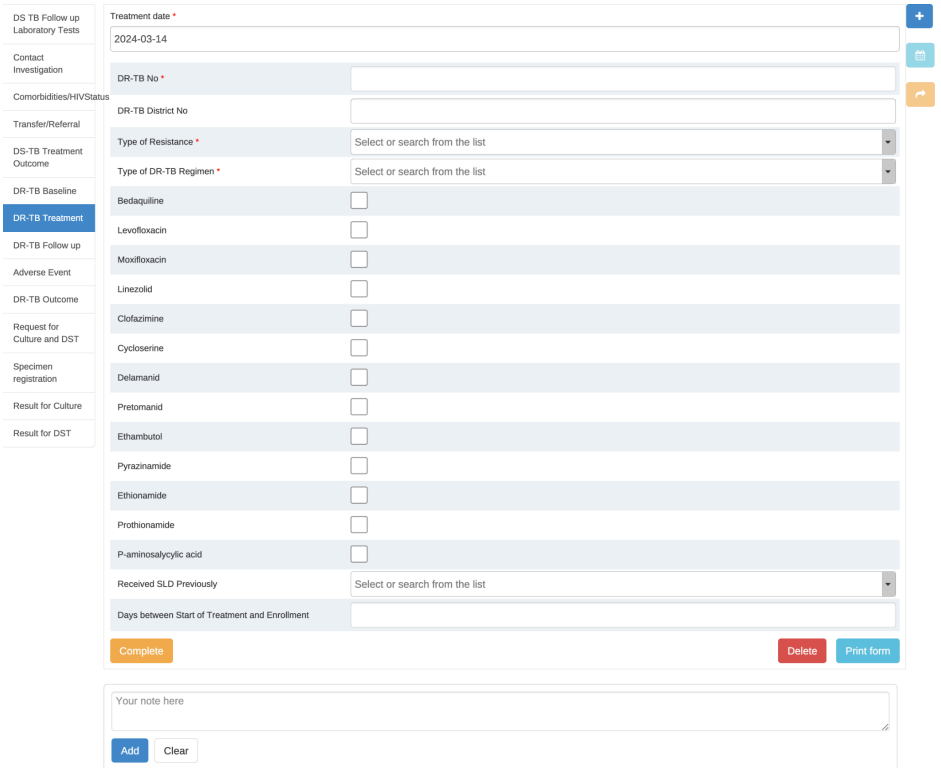 DS TB Follow up
Laboratory Tests
Contact
Investigation
Comorbidities/HIVStatus
Transfer/Referral
DS-TB Treatment
Outcome
DR-TB Baseline
DR-TB Treatment
DR-TB Follow up
Adverse Event
DR-TB Outcome
Request for
Culture and DST
Specimen
registration
Result for Culture
Result for DST
Treatment date *
2024-03-14
DR-TB No *
DR-TB District No
Type of Resistance *
Select or search from the list
Type of DR-TB Regimen *
Select or search from the list
Bedaquiline
Levofloxacin
Moxifloxacin
Linezolid
Clofazimine
Cycloserine
Delamanid
Pretomanid
Ethambutol
Pyrazinamide
Ethionamide
Prothionamide
P-aminosalycylic acid
Received SLD Previously
Select or search from the list
Days between Start of Treatment and Enrollment
Complete
Delete
Print form
Your note here
Add
Clear